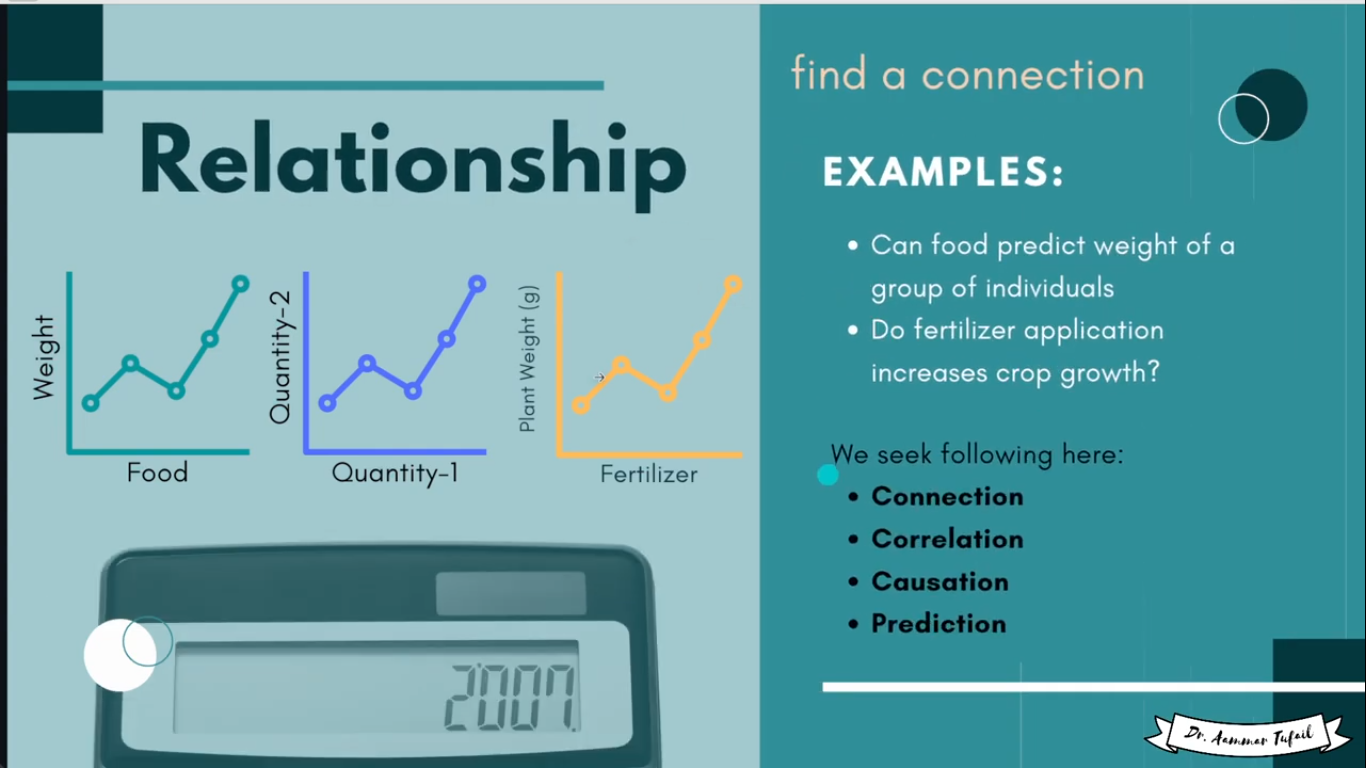 Relationship
Weight
Food
Quantity-2
Quantity-1
Plant Weight (g)
Fertilizer
2007.
find a connection
EXAMPLES:
• Can food predict weight of a
group of individuals
• Do fertilizer application
increases crop growth?
We seek following here:
• Connection
• Correlation
• Causation
• Prediction
Dr. Aammar Tufail